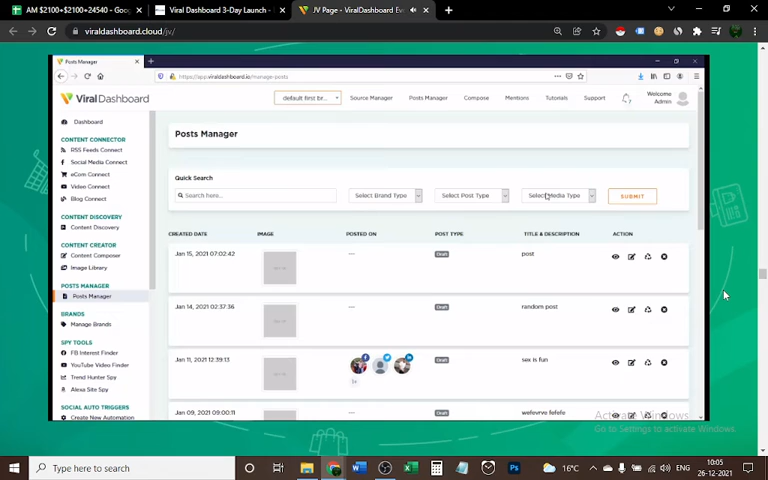 AM $2100+$2100+24540 - Goog
Viral Dashboard 3-Day Launch -
JV Page - ViralDashboard Eve
viraldashboard.cloud/jv/
Posts Manager
https://app.viraldashboard.io/manage-posts
ViralDashboard
default first br...
Source Manager
Posts Manager
Compose
Mentions
Tutorials
Support
Welcome
Admin
Dashboard
CONTENT CONNECTOR
RSS Feeds Connect
Social Media Connect
eCom Connect
Video Connect
Blog Connect
CONTENT DISCOVERY
Content Discovery
CONTENT CREATOR
Content Composer
Image Library
POSTS MANAGER
Posts Manager
BRANDS
Manage Brands
SPY TOOLS
FB Interest Finder
YouTube Video Finder
Trend Hunter Spy
Alexa Site Spy
SOCIAL AUTO TRIGGERS
Create New Automation
Posts Manager
Quick Search
Search here...
Select Brand Type
Select Post Type
Select Media Type
SUBMIT
CREATED DATE IMAGE POSTED ON POST TYPE TITLE & DESCRIPTION ACTION
Jan 15, 2021 07:02:42 --- Draft post
Jan 14, 2021 02:37:36 --- Draft random post
Jan 11, 2021 12:39:13 Draft sex is fun
Jan 09, 2021 09:00:11 Draft wefevrve fefefe
Activate Windows
Go to Settings to activate Windows.
Type here to search
16°C
ENG
10:05
26-12-2021